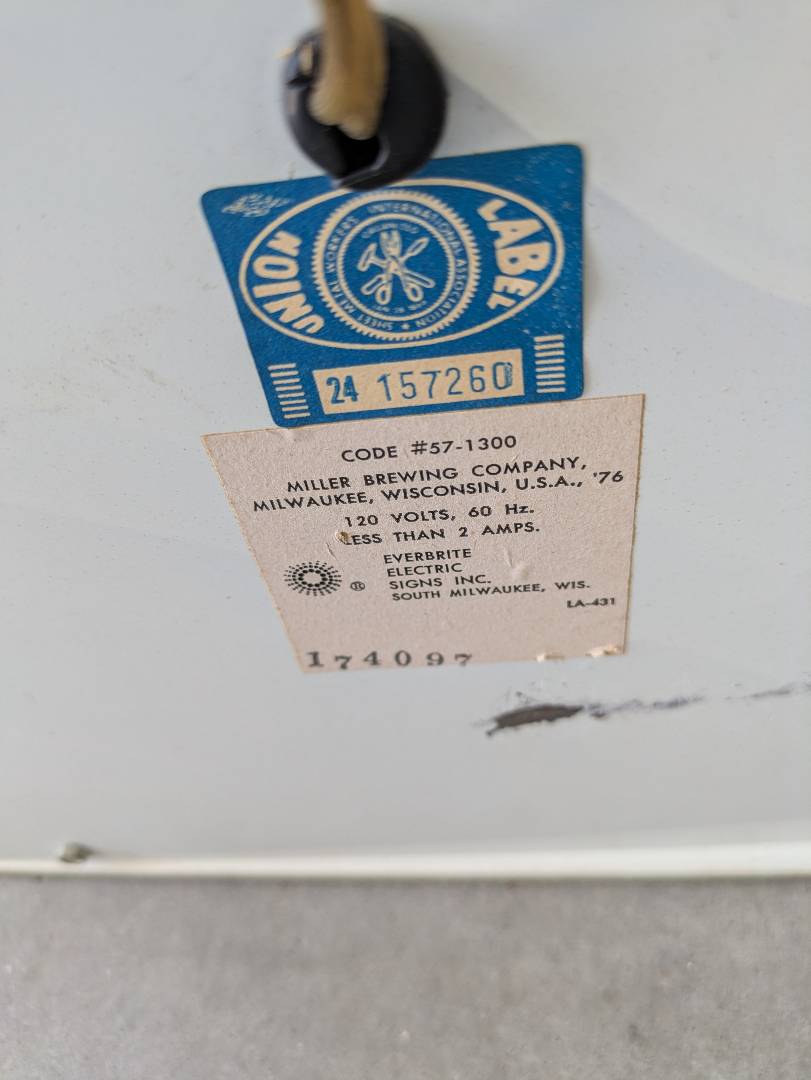 UNION LABEL
SHEET METAL WORKERS INTERNATIONAL ASSOCIATION
ORGANIZED
24 157260
CODE #57-1300
MILLER BREWING COMPANY,
MILWAUKEE, WISCONSIN, U.S.A., '76
120 VOLTS, 60 Hz.
LESS THAN 2 AMPS.
EVERBRITE
ELECTRIC
SIGNS INC.
®
SOUTH MILWAUKEE, WIS.
LA-431
174097